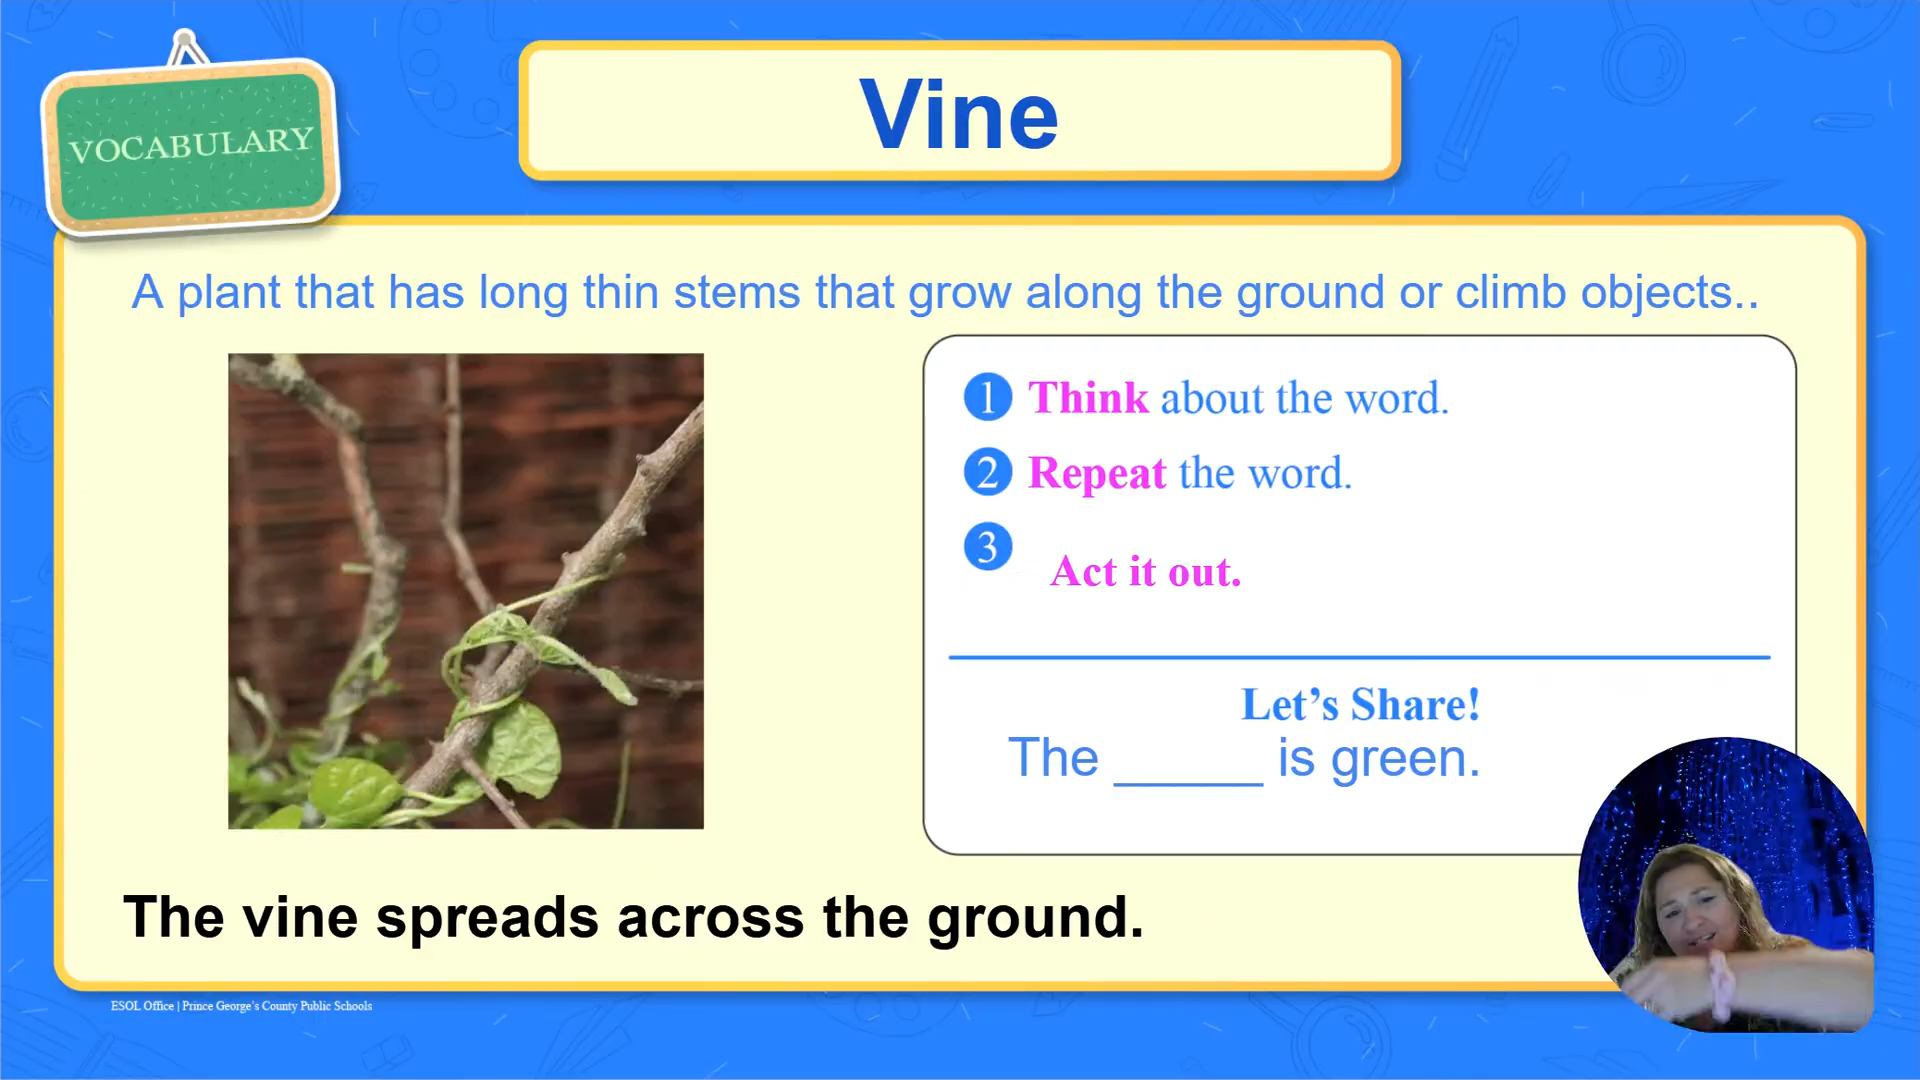 VOCABULARY
Vine
A plant that has long thin stems that grow along the ground or climb objects..
1 Think about the word.
2 Repeat the word.
3
Act it out.
Let’s Share!
The _____ is green.
The vine spreads across the ground.
ESOL Office | Prince George’s County Public Schools